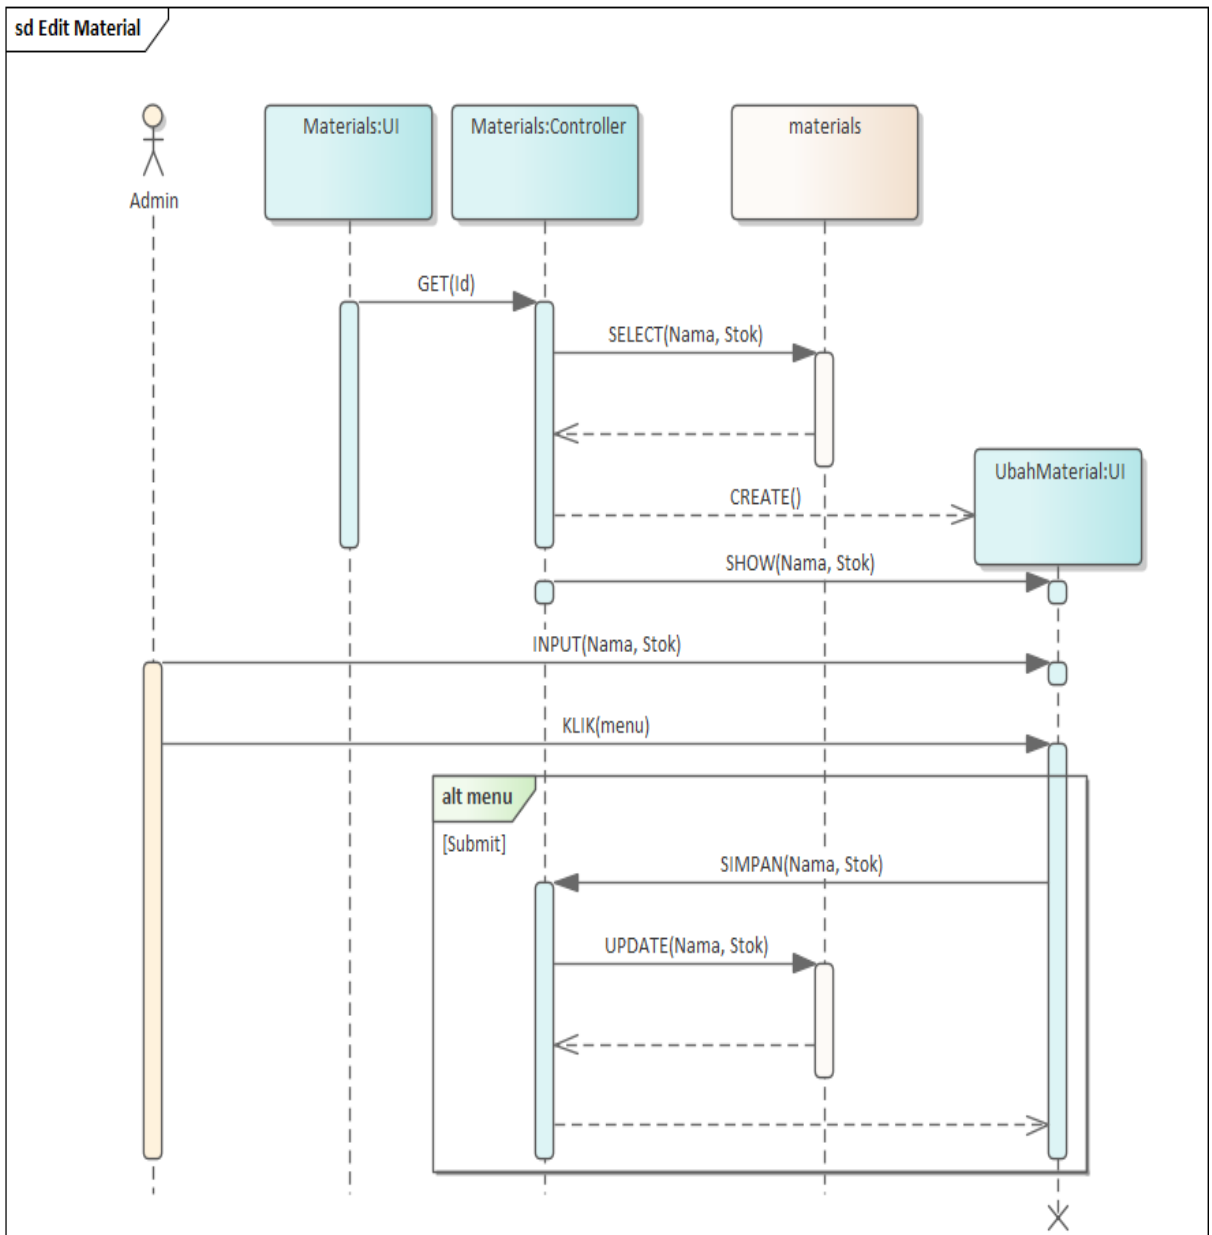 sd Edit Material
Admin
Materials:UI
Materials:Controller
materials
GET(Id)
SELECT(Nama, Stok)
UbahMaterial:UI
CREATE()
SHOW(Nama, Stok)
INPUT(Nama, Stok)
KLIK(menu)
alt menu
[Submit]
SIMPAN(Nama, Stok)
UPDATE(Nama, Stok)